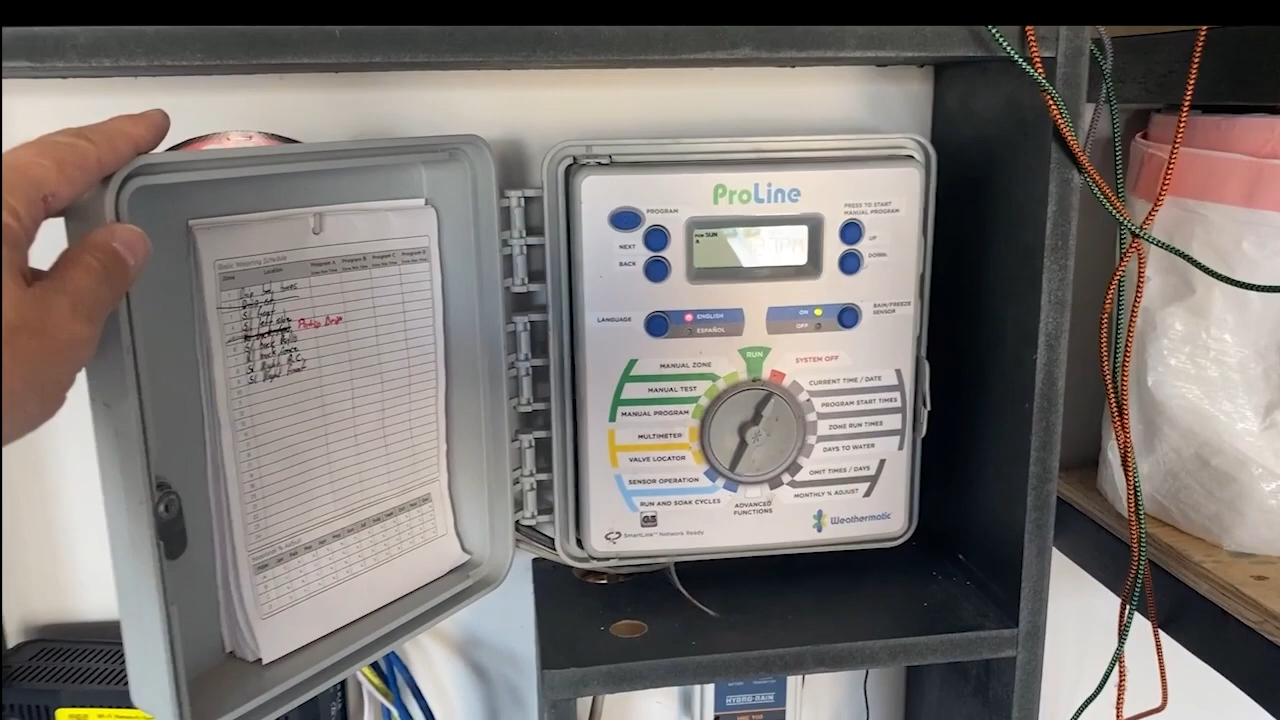 ProLine
PROGRAM
NEXT
BACK
PRESS TO START
MANUAL PROGRAM
UP
DOWN
SUN
A
LANGUAGE
ENGLISH
ESPAÑOL
ON
OFF
RAIN/FREEZE
SENSOR
RUN
SYSTEM OFF
MANUAL ZONE
MANUAL TEST
MANUAL PROGRAM
MULTIMETER
VALVE LOCATOR
SENSOR OPERATION
RUN AND SOAK CYCLES
ADVANCED
FUNCTIONS
CURRENT TIME / DATE
PROGRAM START TIMES
ZONE RUN TIMES
DAYS TO WATER
OMIT TIMES / DAYS
MONTHLY % ADJUST
SmartLink™ Network Ready
Weathermatic
Basic Watering Schedule
Zone Location Program A Program B Program C Program D
HYDRO-RAIN